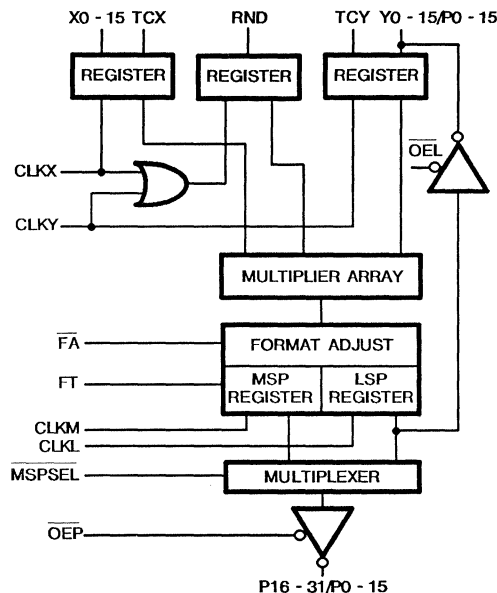 X0 - 15 TCX RND TCY Y0 - 15/P0 - 15
REGISTER REGISTER REGISTER
OEL
CLKX
CLKY
MULTIPLIER ARRAY
FA FORMAT ADJUST
FT MSP REGISTER LSP REGISTER
CLKM
CLKL
MSPSEL MULTIPLEXER
OEP
P16 - 31/P0 - 15